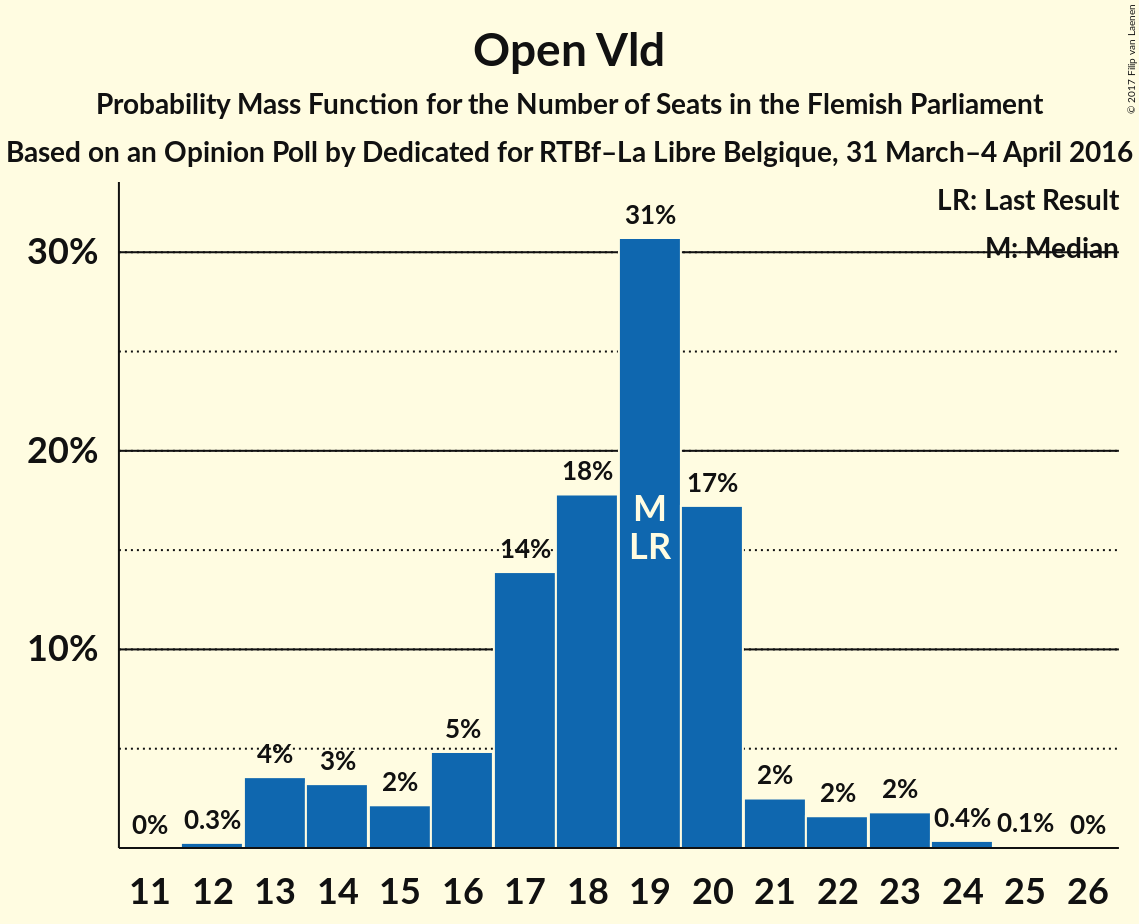 Open Vld
Probability Mass Function for the Number of Seats in the Flemish Parliament
Based on an Opinion Poll by Dedicated for RTBf–La Libre Belgique, 31 March–4 April 2016
© 2017 Filip van Laenen
LR: Last Result
M: Median
30%
20%
10%
0%
0.3%
4%
3%
2%
5%
14%
18%
31%
M
LR
17%
2%
2%
2%
0.4%
0.1%
0%
11 12 13 14 15 16 17 18 19 20 21 22 23 24 25 26